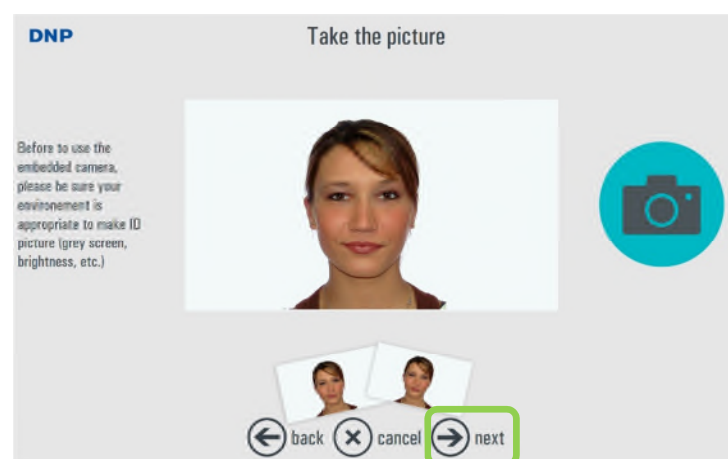 DNP
Take the picture
Before to use the
embedded camera,
please be sure your
environement is
appropriate to make ID
picture (grey screen,
brightness, etc.)
back
cancel
next